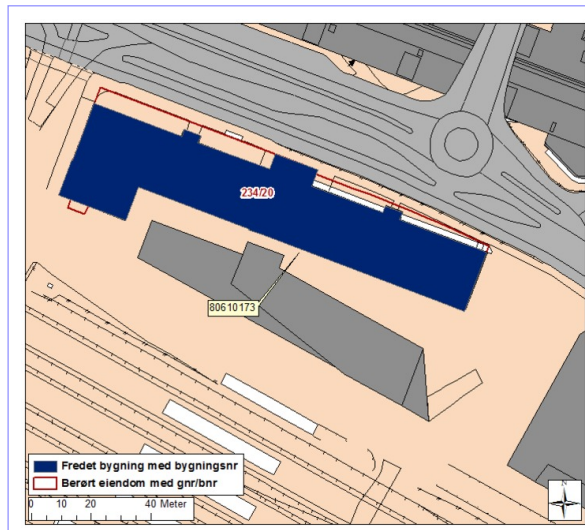 234/20
80610173
Fredet bygning med bygningsnr
Berørt eiendom med gnr/bnr
0 10 20 40 Meter
N